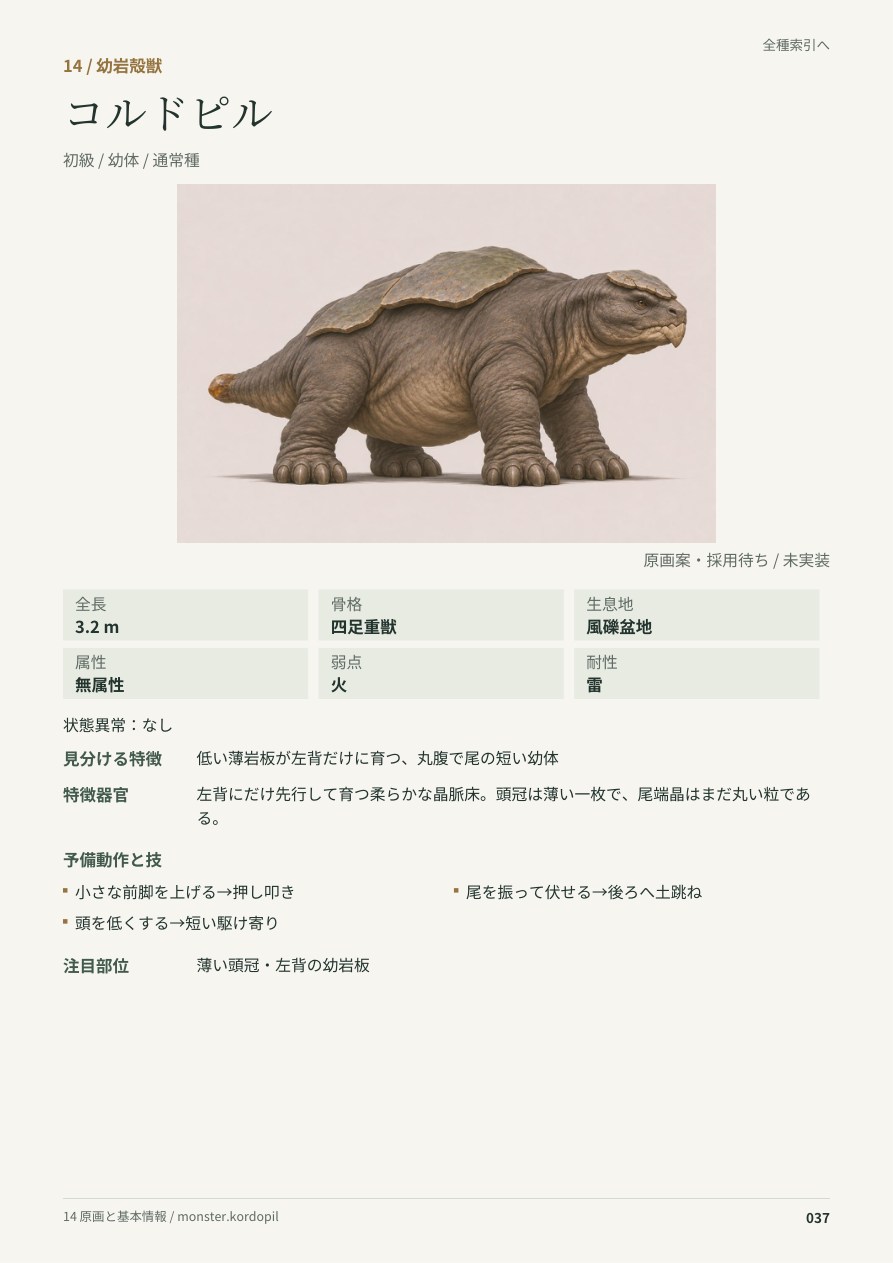 全種索引へ
14 / 幼岩殻獣
コルドピル
初級 / 幼体 / 通常種
原画案・採用待ち / 未実装
全長
3.2 m
骨格
四足重獣
生息地
風礫盆地
属性
無属性
弱点
火
耐性
雷
状態異常：なし
見分ける特徴 低い薄岩板が左背だけに育つ、丸腹で尾の短い幼体
特徴器官 左背にだけ先行して育つ柔らかな晶脈床。頭冠は薄い一枚で、尾端晶はまだ丸い粒であ
る。
予備動作と技
小さな前脚を上げる→押し叩き
尾を振って伏せる→後ろへ土跳ね
頭を低くする→短い駆け寄り
注目部位 薄い頭冠・左背の幼岩板
14 原画と基本情報 / monster.kordopil
037